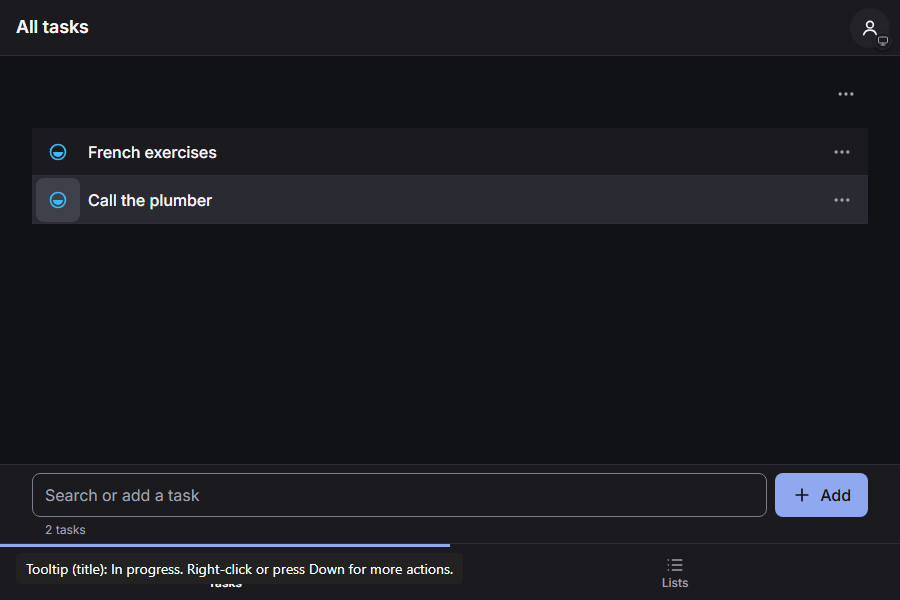 All tasks
French exercises
Call the plumber
Search or add a task
+ Add
2 tasks
Tooltip (title): In progress. Right-click or press Down for more actions.
Tasks
Lists